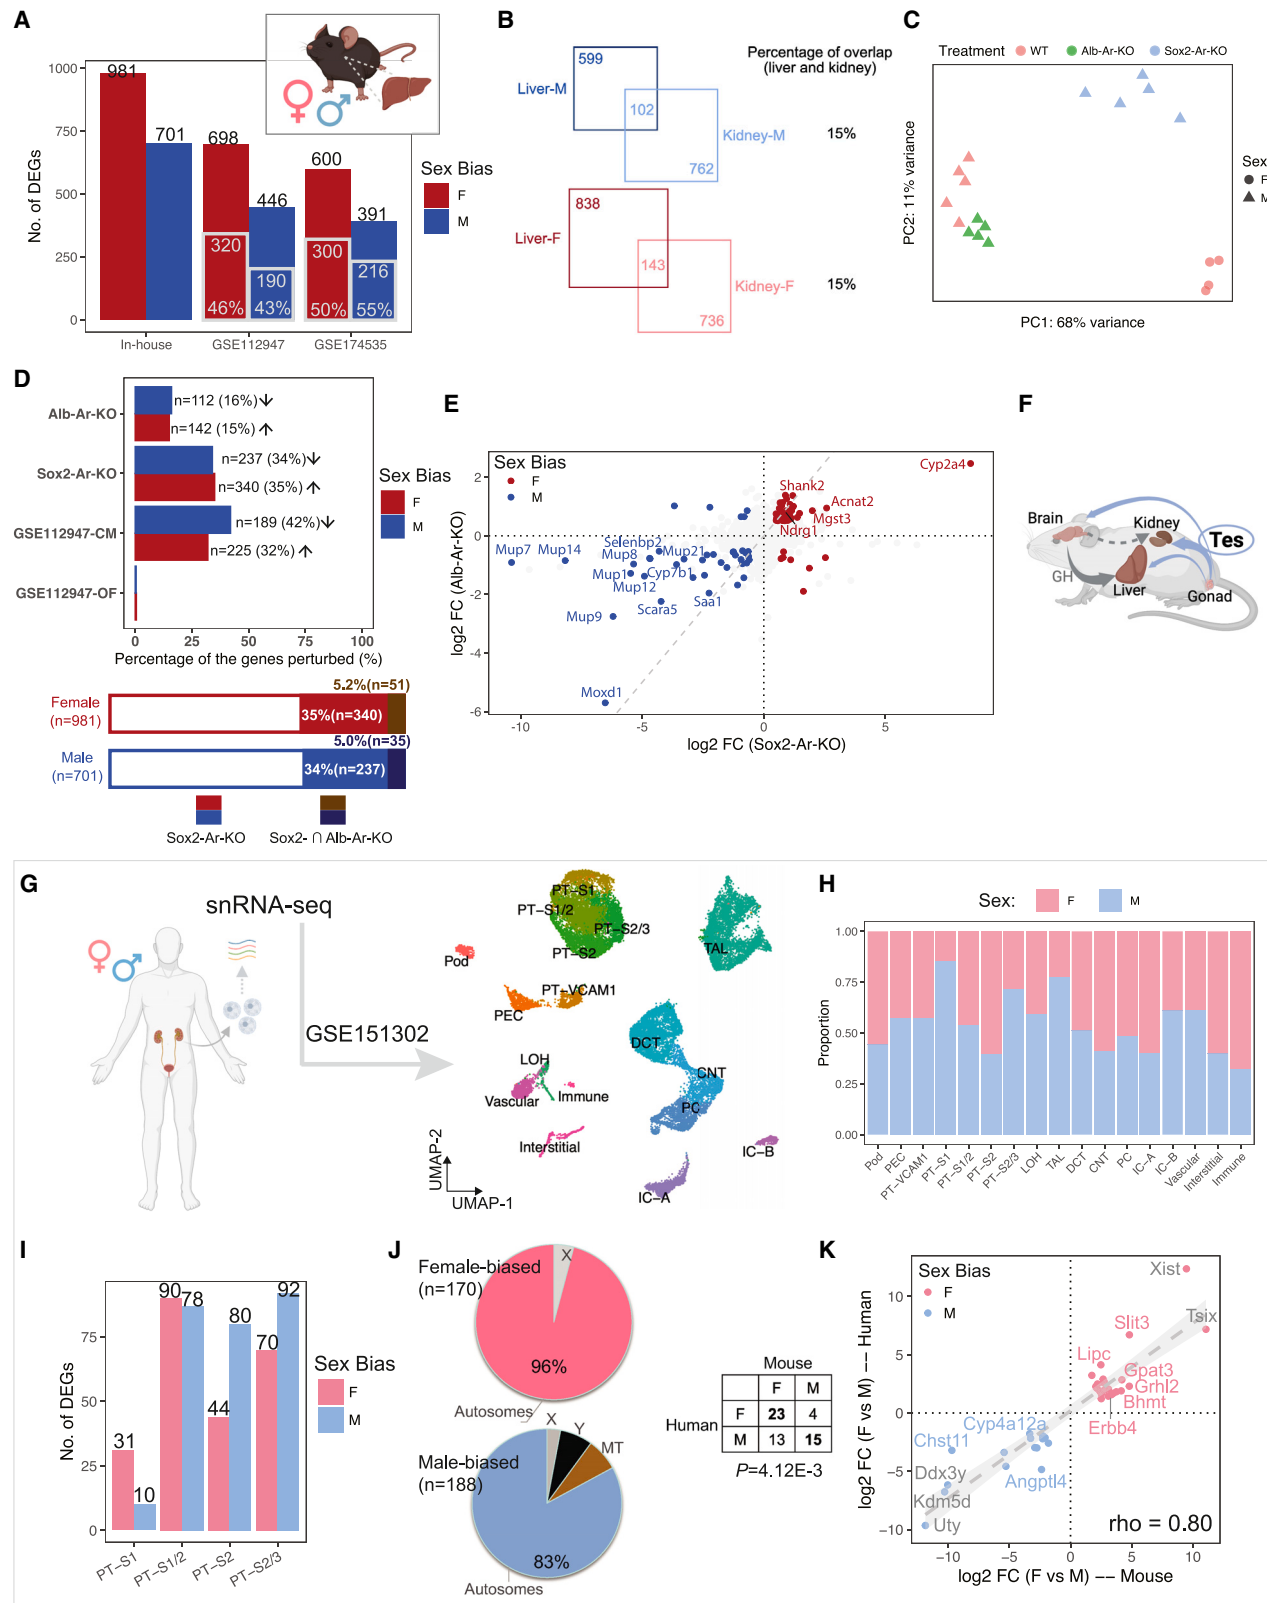 A
1000
750
500
250
0
No. of DEGs
981
701
698
446
600
391
320
190
300
216
46%
43%
50%
55%
In-house
GSE112947
GSE174535
Sex Bias
F
M
B
Percentage of overlap
(liver and kidney)
599
Liver-M
102
Kidney-M
15%
762
838
Liver-F
143
Kidney-F
15%
736
C
Treatment
WT
Alb-Ar-KO
Sox2-Ar-KO
PC2: 11% variance
PC1: 68% variance
Sex
F
M
D
Alb-Ar-KO
Sox2-Ar-KO
GSE112947-CM
GSE112947-OF
n=112 (16%)↓
n=142 (15%) ↑
n=237 (34%)↓
n=340 (35%) ↑
n=189 (42%)↓
n=225 (32%) ↑
0
25
50
75
100
Percentage of the genes perturbed (%)
Sex Bias
F
M
5.2%(n=51)
Female
(n=981)
35%(n=340)
5.0%(n=35)
Male
(n=701)
34%(n=237)
Sox2-Ar-KO
Sox2- ∩ Alb-Ar-KO
E
Sex Bias
F
M
2
0
-2
-4
-6
log2 FC (Alb-Ar-KO)
Cyp2a4
Shank2
Acnat2
Mgst3
Ndrg1
Selenbp2
Mup7
Mup14
Mup8
Mup21
Mup1
Cyp7b1
Mup12
Scara5
Saa1
Mup9
Moxd1
-10
-5
0
5
log2 FC (Sox2-Ar-KO)
F
Brain
Kidney
Tes
GH
Liver
Gonad
G
snRNA-seq
GSE151302
PT−S1
PT−S1/2
PT−S2/3
PT−S2
TAL
Pod
PT−VCAM1
PEC
DCT
LOH
CNT
Vascular
Immune
PC
Interstitial
IC−B
IC−A
UMAP-2
UMAP-1
H
Sex:
F
M
1.00
0.75
0.50
0.25
0.00
Proportion
Pod
PEC
PT−VCAM1
PT−S1
PT−S1/2
PT−S2
PT−S2/3
LOH
TAL
DCT
CNT
PC
IC−A
IC−B
Vascular
Interstitial
Immune
I
75
50
25
0
No. of DEGs
31
10
90
78
44
80
70
92
PT−S1
PT−S1/2
PT−S2
PT−S2/3
Sex Bias
F
M
J
Female-biased
(n=170)
X
96%
Autosomes
X
Y
MT
Male-biased
(n=188)
83%
Autosomes
Mouse
F
M
Human
F
23
4
M
13
15
P=4.12E-3
K
Sex Bias
F
M
10
5
0
−5
−10
log2 FC (F vs M) −− Human
Xist
Tsix
Slit3
Lipc
Gpat3
Grhl2
Bhmt
Erbb4
Cyp4a12a
Chst11
Angptl4
Ddx3y
Kdm5d
Uty
rho = 0.80
−10
−5
0
5
10
log2 FC (F vs M) −− Mouse